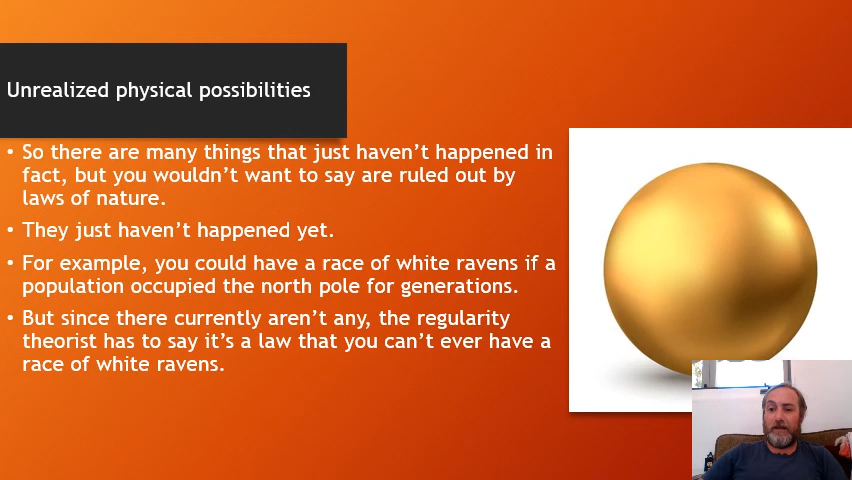 Unrealized physical possibilities
• So there are many things that just haven't happened in
fact, but you wouldn't want to say are ruled out by
laws of nature.
• They just haven't happened yet.
• For example, you could have a race of white ravens if a
population occupied the north pole for generations.
• But since there currently aren't any, the regularity
theorist has to say it's a law that you can't ever have a
race of white ravens.